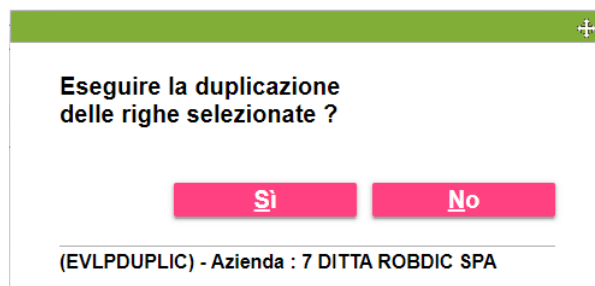 Eseguire la duplicazione
delle righe selezionate ?
Sì No
(EVLPDUPLIC) - Azienda : 7 DITTA ROBDIC SPA